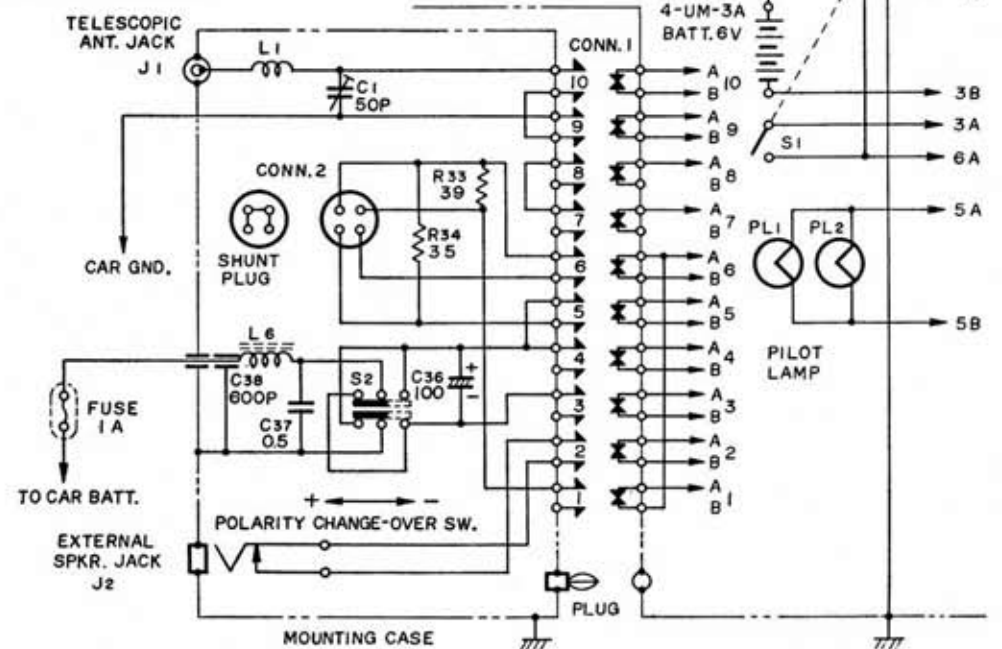 TELESCOPIC
ANT. JACK
J1
L1
C1
50P
CONN. 1
10
9
8
7
6
5
4
3
2
1
A
10
B
A
9
B
A
8
B
A
7
B
A
6
B
A
5
B
A
4
B
A
3
B
A
2
B
A
1
B
4-UM-3A
BATT. 6V
3B
3A
S1
6A
5A
PL1
PL2
5B
PILOT
LAMP
CONN. 2
R33
39
R34
35
SHUNT
PLUG
CAR GND.
L6
C38
600P
C37
0.5
S2
C36
100
+
-
FUSE
1A
TO CAR BATT.
+ -
POLARITY CHANGE-OVER SW.
EXTERNAL
SPKR. JACK
J2
PLUG
MOUNTING CASE